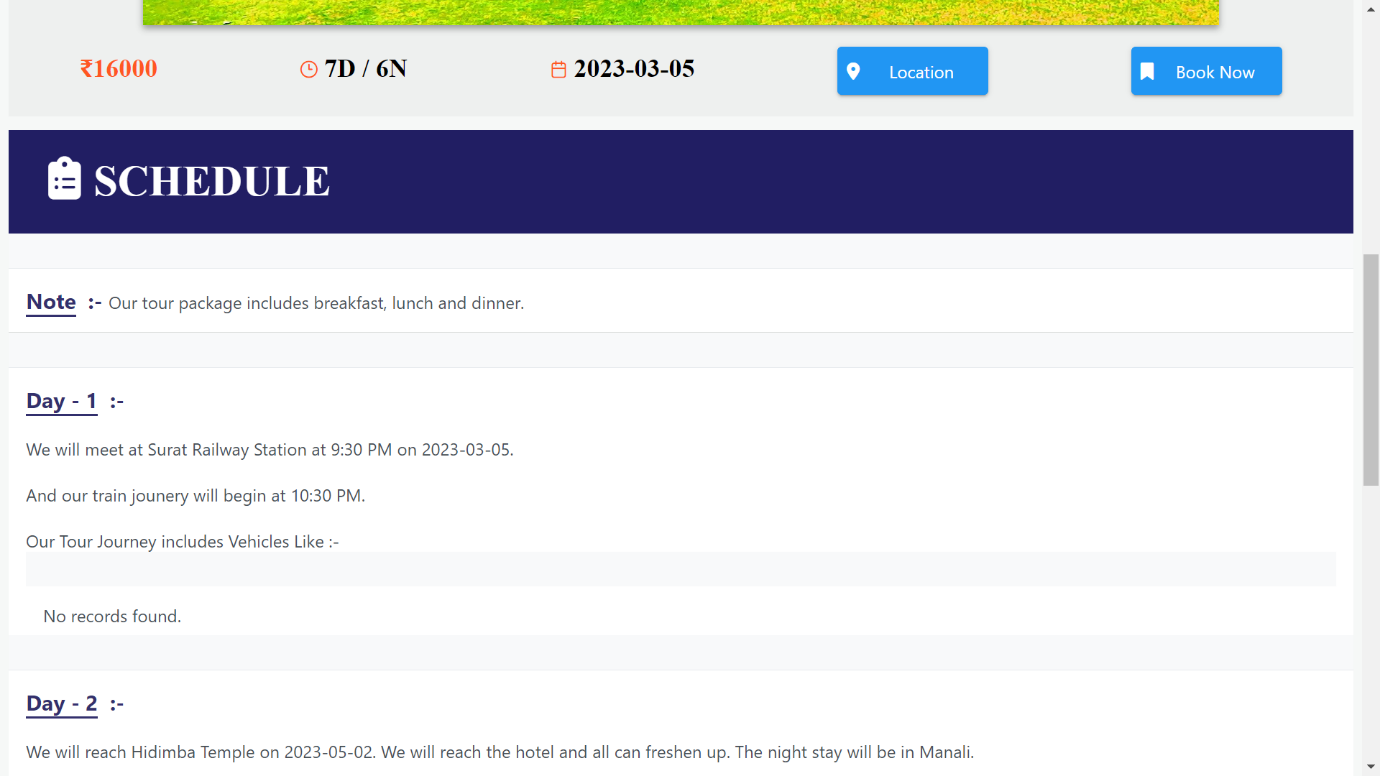 ₹16000 7D / 6N 2023-03-05 Location Book Now
SCHEDULE
Note :- Our tour package includes breakfast, lunch and dinner.
Day - 1 :-
We will meet at Surat Railway Station at 9:30 PM on 2023-03-05.
And our train jounery will begin at 10:30 PM.
Our Tour Journey includes Vehicles Like :-
No records found.
Day - 2 :-
We will reach Hidimba Temple on 2023-05-02. We will reach the hotel and all can freshen up. The night stay will be in Manali.